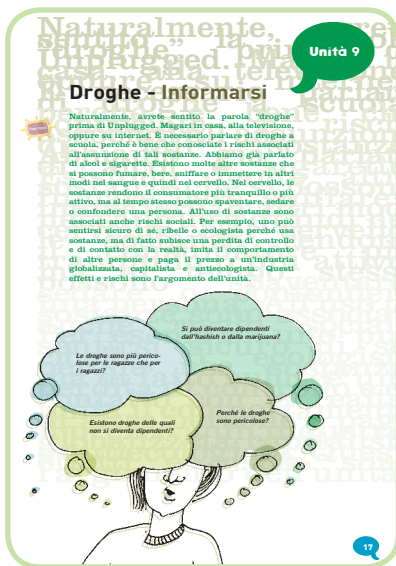 Unità 9
Droghe - Informarsi
Naturalmente, avrete sentito la parola “droghe”
prima di Unplugged. Magari in casa, alla televisione,
oppure su internet. È necessario parlare di droghe a
scuola, perché è bene che conosciate i rischi associati
all’assunzione di tali sostanze. Abbiamo già parlato
di alcol e sigarette. Esistono molte altre sostanze che
si possono fumare, bere, sniffare o immettere in altri
modi nel sangue e quindi nel cervello. Nel cervello, le
sostanze rendono il consumatore più tranquillo o più
attivo, ma al tempo stesso possono spaventare, sedare
o confondere una persona. All’uso di sostanze sono
associati anche rischi sociali. Per esempio, uno può
sentirsi sicuro di sé, ribelle o ecologista perché usa
sostanze, ma di fatto subisce una perdita di controllo
e di contatto con la realtà, imita il comportamento
di altre persone e paga il prezzo a un’industria
globalizzata, capitalista e antiecologista. Questi
effetti e rischi sono l’argomento dell’unità.
Si può diventare dipendenti
dall’hashish o dalla marijuana?
Le droghe sono più perico-
lose per le ragazze che per
i ragazzi?
Perché le droghe
sono pericolose?
Esistono droghe delle quali
non si diventa dipendenti?
17